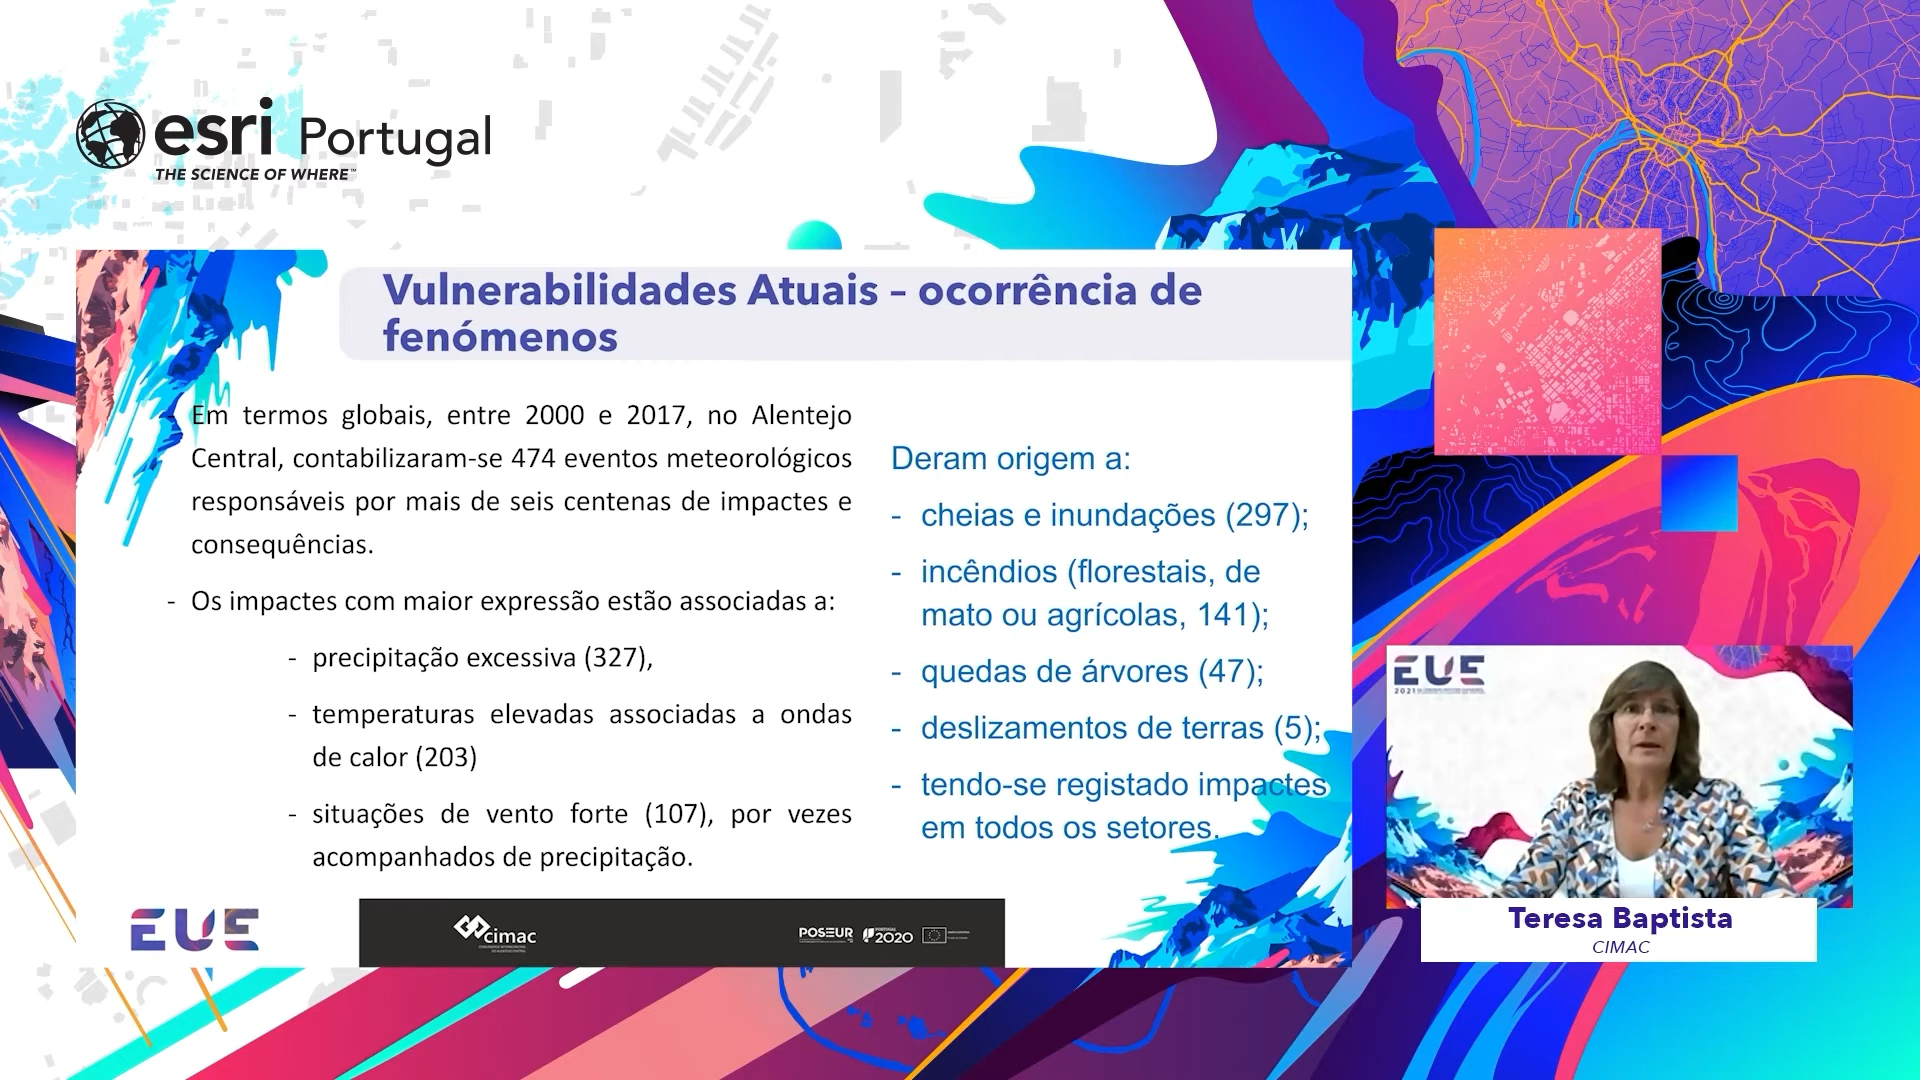 esri Portugal
THE SCIENCE OF WHERE™
Vulnerabilidades Atuais – ocorrência de
fenómenos
- Em termos globais, entre 2000 e 2017, no Alentejo
Central, contabilizaram-se 474 eventos meteorológicos
responsáveis por mais de seis centenas de impactes e
consequências.
- Os impactes com maior expressão estão associadas a:
- precipitação excessiva (327),
- temperaturas elevadas associadas a ondas
de calor (203)
- situações de vento forte (107), por vezes
acompanhados de precipitação.
Deram origem a:
- cheias e inundações (297);
- incêndios (florestais, de
mato ou agrícolas, 141);
- quedas de árvores (47);
- deslizamentos de terras (5);
- tendo-se registado impactes
em todos os setores.
EUE
cimac
POSEUR
PORTUGAL
2020
EUE
2021
Teresa Baptista
CIMAC